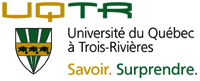 UQTR
Université du Québec
à Trois-Rivières
Savoir. Surprendre.